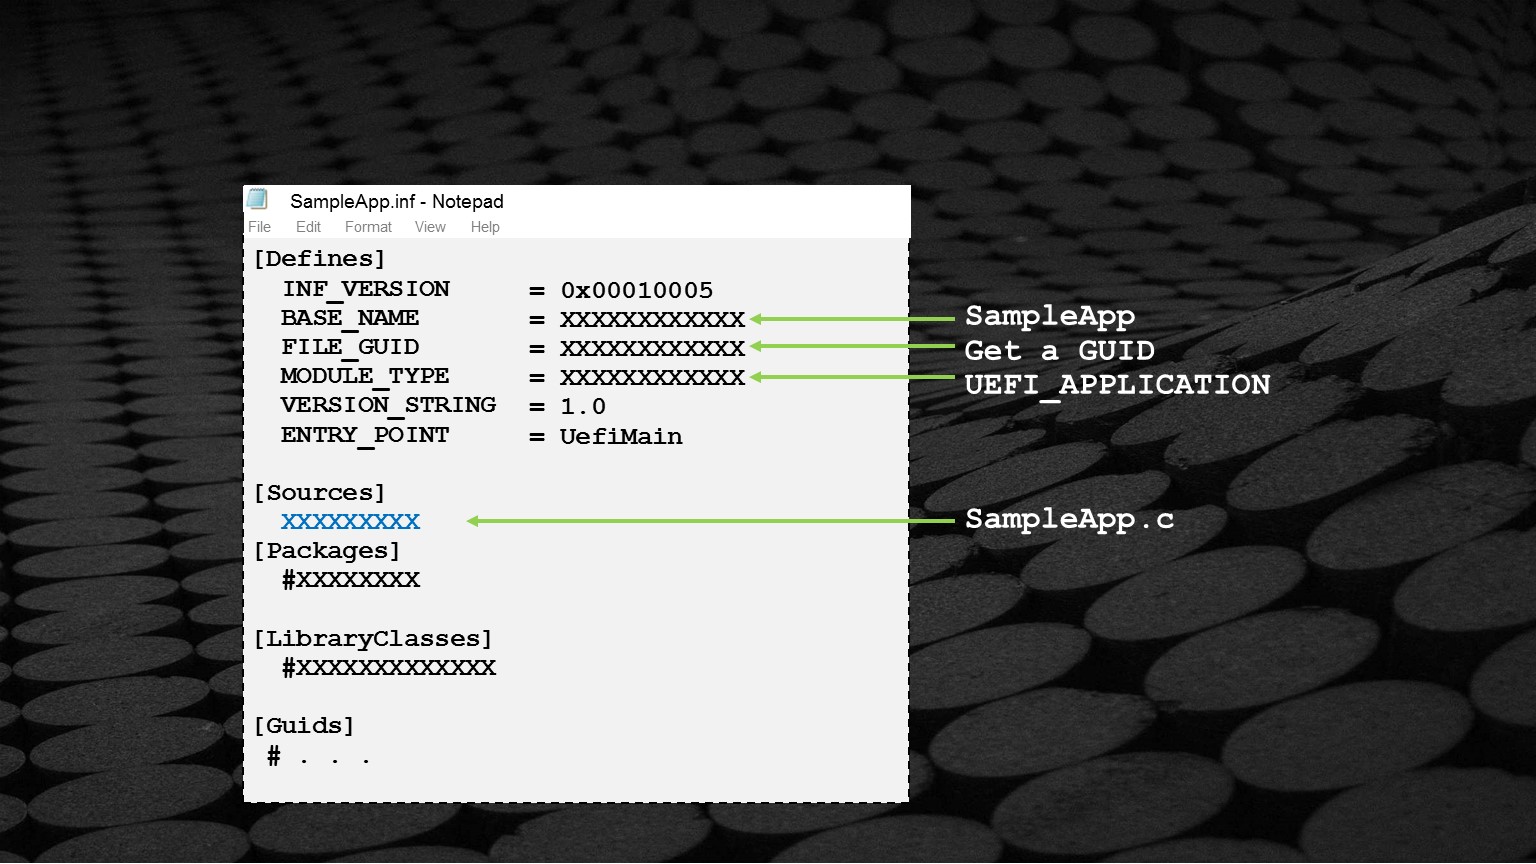 SampleApp.inf - Notepad
File Edit Format View Help
[Defines]
INF_VERSION = 0x00010005
BASE_NAME = XXXXXXXXXXXX SampleApp
FILE_GUID = XXXXXXXXXXXX Get a GUID
MODULE_TYPE = XXXXXXXXXXXX UEFI_APPLICATION
VERSION_STRING = 1.0
ENTRY_POINT = UefiMain
[Sources]
XXXXXXXXX SampleApp.c
[Packages]
#XXXXXXXX
[LibraryClasses]
#XXXXXXXXXXXXX
[Guids]
# . . .